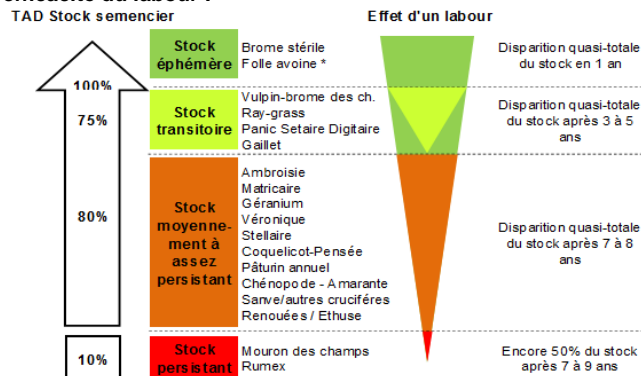 efficacité du labour ?
TAD Stock semencier
Effet d'un labour
100%
Stock
éphémère
Brome stérile
Folle avoine *
Disparition quasi-totale
du stock en 1 an
75%
Stock
transitoire
Vulpin-brome des ch.
Ray-grass
Panic Setaire Digitaire
Gaillet
Disparition quasi-totale
du stock après 3 à 5
ans
80%
Stock
moyenne-
ment à
assez
persistant
Ambroisie
Matricaire
Géranium
Véronique
Stellaire
Coquelicot-Pensée
Pâturin annuel
Chénopode - Amarante
Sanve/autres cruciféres
Renouées / Ethuse
Disparition quasi-totale
du stock après 7 à 8
ans
10%
Stock
persistant
Mouron des champs
Rumex
Encore 50% du stock
après 7 à 9 ans